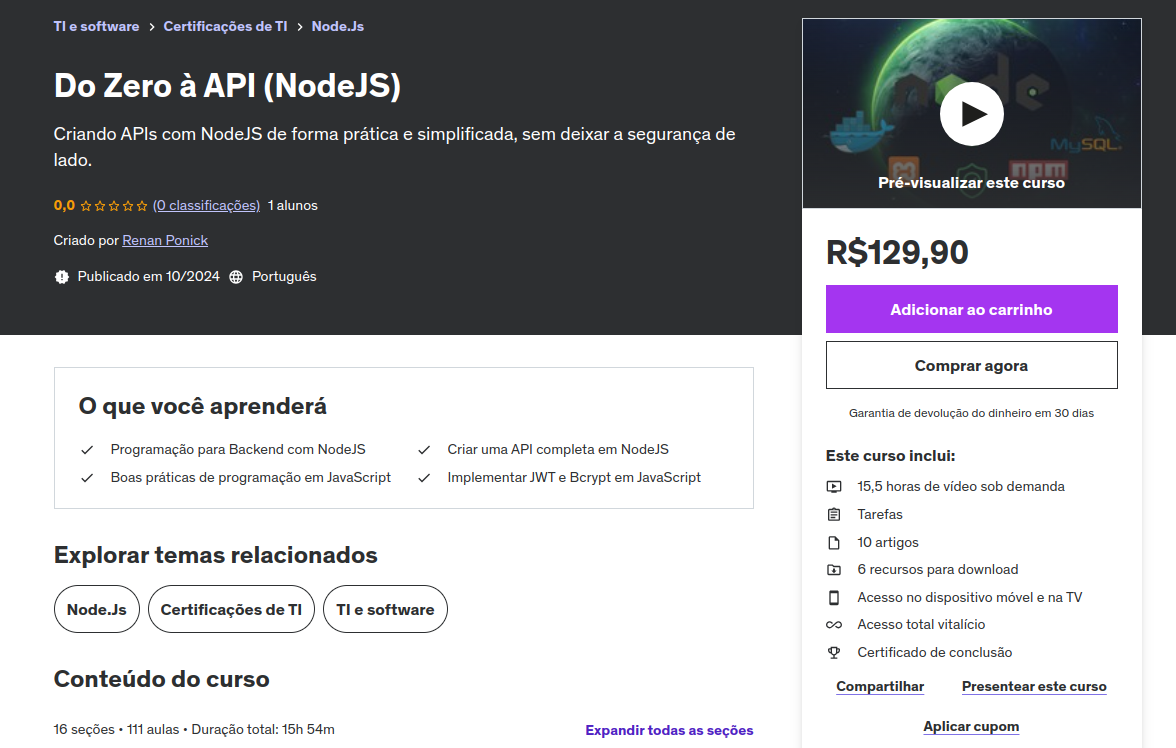 TI e software > Certificações de TI > Node.Js
Do Zero à API (NodeJS)
Criando APIs com NodeJS de forma prática e simplificada, sem deixar a segurança de
lado.
0,0 (0 classificações) 1 alunos
Criado por Renan Ponick
Publicado em 10/2024 Português
node
MySQL
npm
Pré-visualizar este curso
R$129,90
Adicionar ao carrinho
Comprar agora
Garantia de devolução do dinheiro em 30 dias
Este curso inclui:
15,5 horas de vídeo sob demanda
Tarefas
10 artigos
6 recursos para download
Acesso no dispositivo móvel e na TV
Acesso total vitalício
Certificado de conclusão
Compartilhar Presentear este curso
Aplicar cupom
O que você aprenderá
Programação para Backend com NodeJS
Criar uma API completa em NodeJS
Boas práticas de programação em JavaScript
Implementar JWT e Bcrypt em JavaScript
Explorar temas relacionados
Node.Js Certificações de TI TI e software
Conteúdo do curso
16 seções • 111 aulas • Duração total: 15h 54m Expandir todas as seções